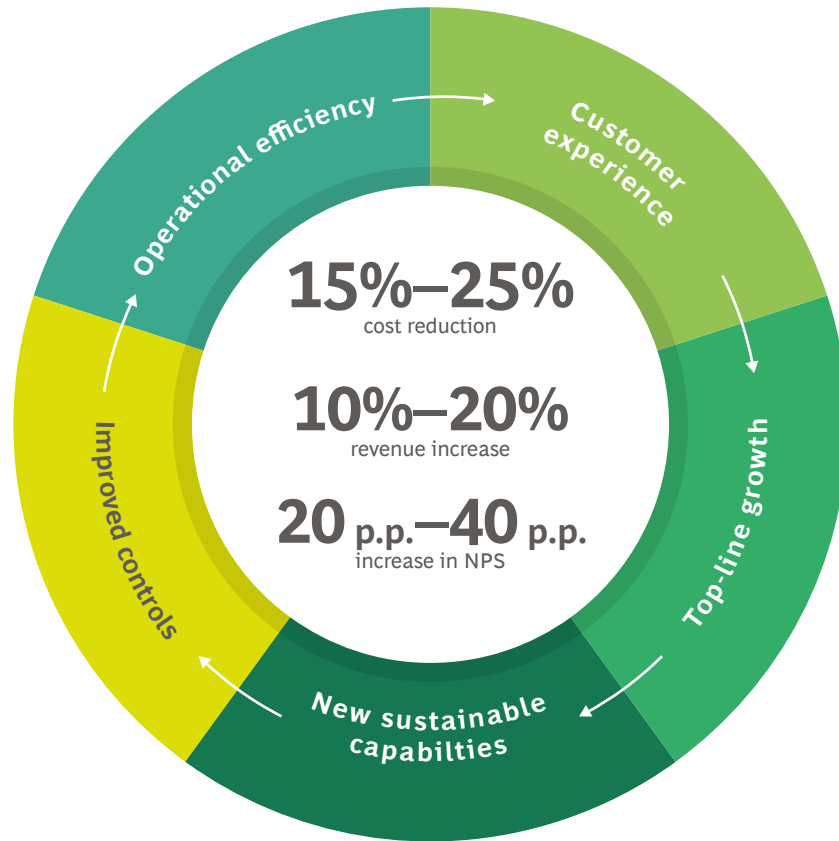 Operational efficiency
Customer
experience
15%–25%
cost reduction
10%–20%
revenue increase
20 p.p.–40 p.p.
increase in NPS
Top-line growth
New sustainable
capabilties
Improved controls